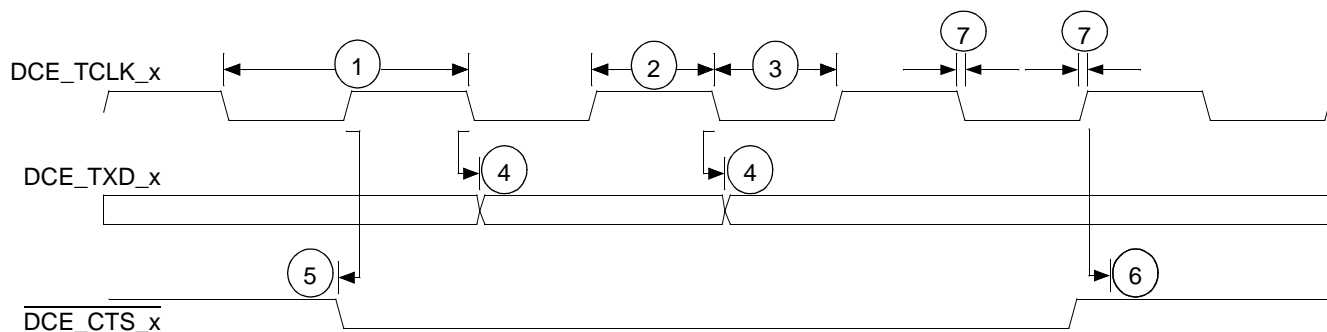 7 7
DCE_TCLK_x 1 2 3
DCE_TXD_x 4 4
5 6
DCE_CTS_x